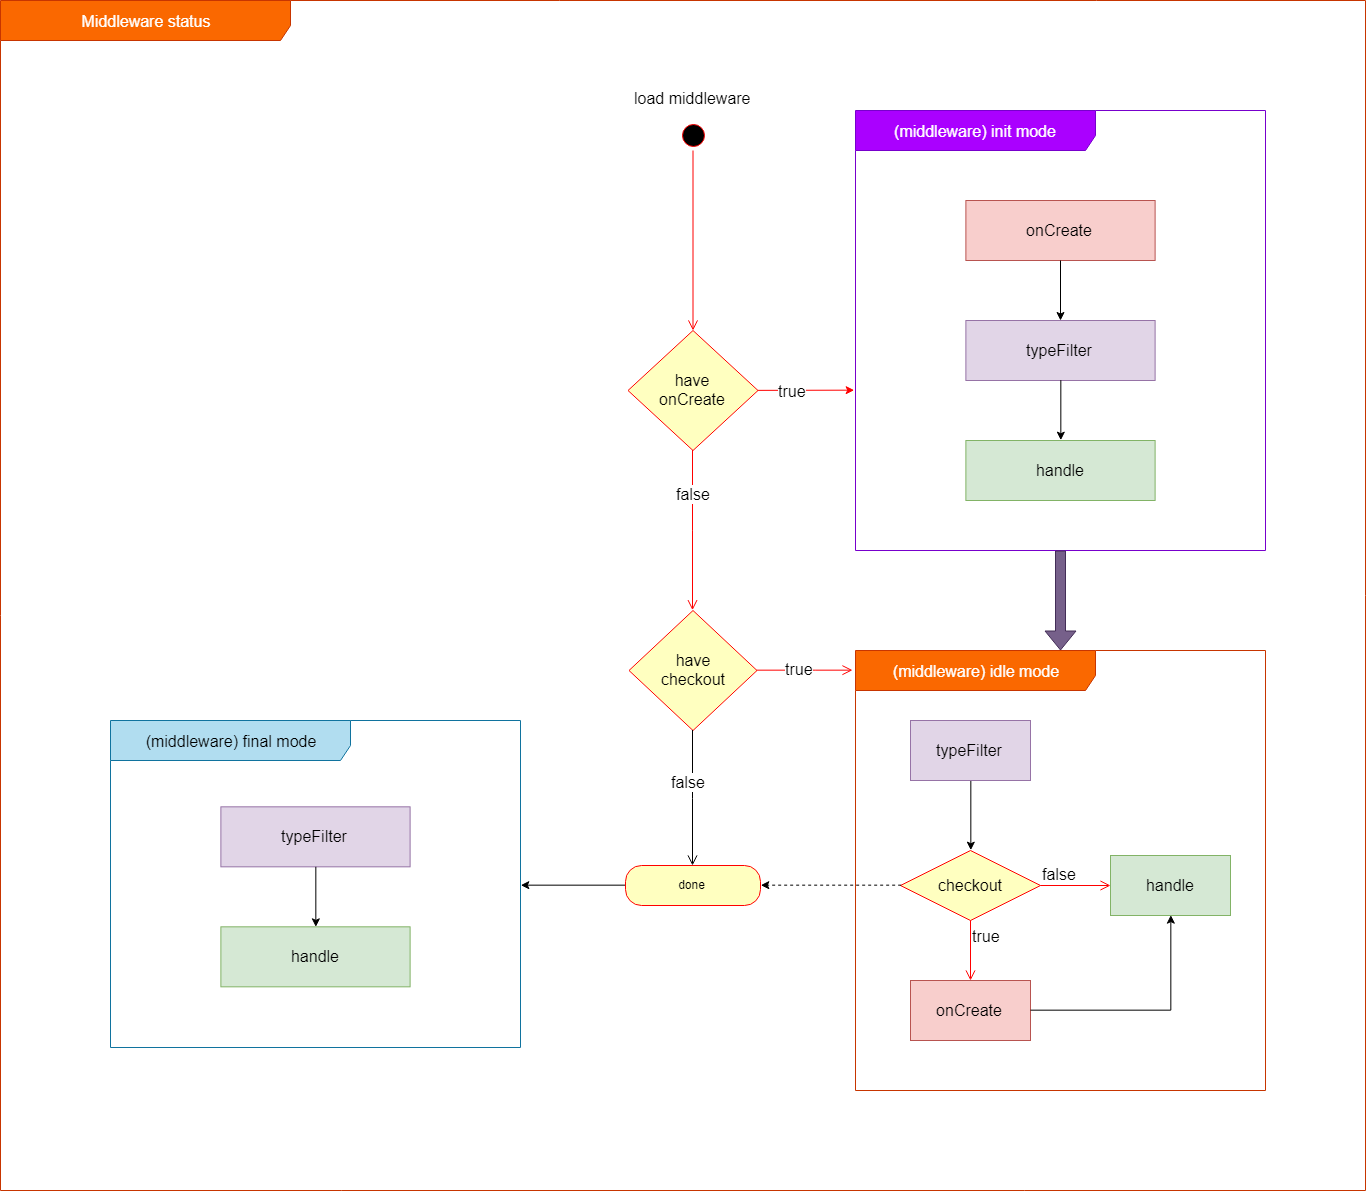 Middleware status
load middleware
(middleware) init mode
onCreate
typeFilter
have
onCreate
true
handle
false
have
checkout
true
(middleware) idle mode
(middleware) final mode
typeFilter
false
typeFilter
checkout
false
handle
done
true
handle
onCreate